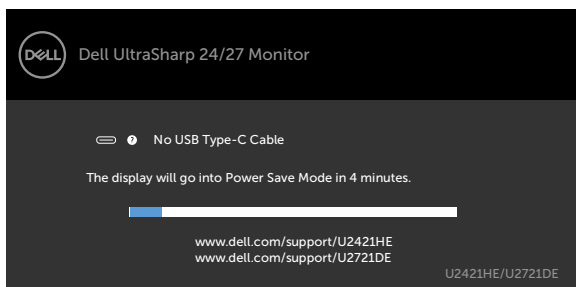 DELL
Dell UltraSharp 24/27 Monitor
? No USB Type-C Cable
The display will go into Power Save Mode in 4 minutes.
www.dell.com/support/U2421HE
www.dell.com/support/U2721DE
U2421HE/U2721DE